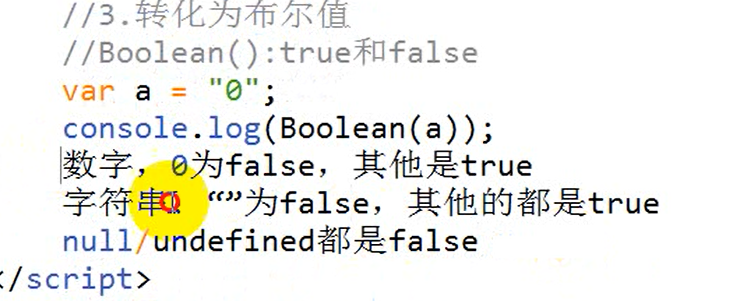 //3.转化为布尔值
//Boolean():true和false
var a = "0";
console.log(Boolean(a));
数字，0为false，其他是true
字符串 “”为false，其他的都是true
null/undefined都是false
</script>